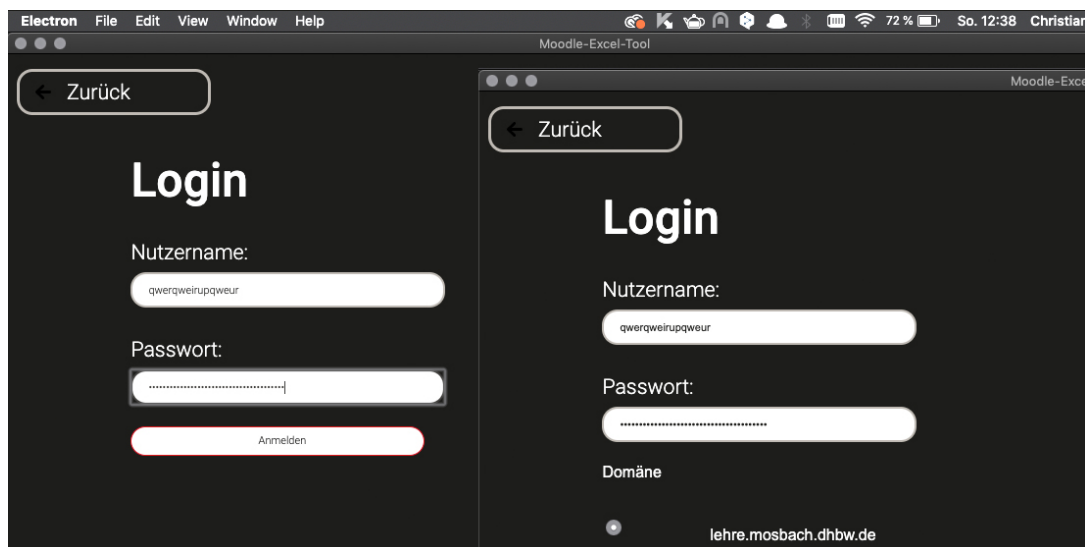 Electron File Edit View Window Help 72 % So. 12:38 Christian
Moodle-Excel-Tool
Zurück
Login
Nutzername:
qwerqweirupqweur
Passwort:
••••••••••••••••••••••••••••••••••••••
Anmelden
Moodle-Exce
Zurück
Login
Nutzername:
qwerqweirupqweur
Passwort:
••••••••••••••••••••••••••••••••••••••
Domäne
lehre.mosbach.dhbw.de